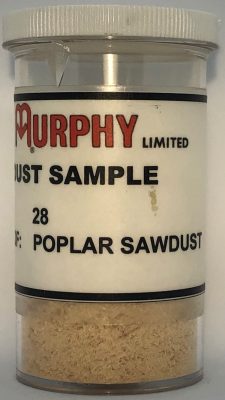 MURPHY LIMITED
®
UST SAMPLE
28
F: POPLAR SAWDUST